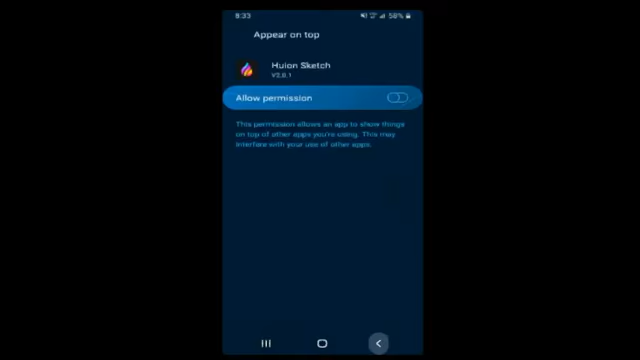 8:33
58%
Appear on top
Huion Sketch
V2.8.1
Allow permission
This permission allows an app to show things
on top of other apps you're using. This may
interfere with your use of other apps.